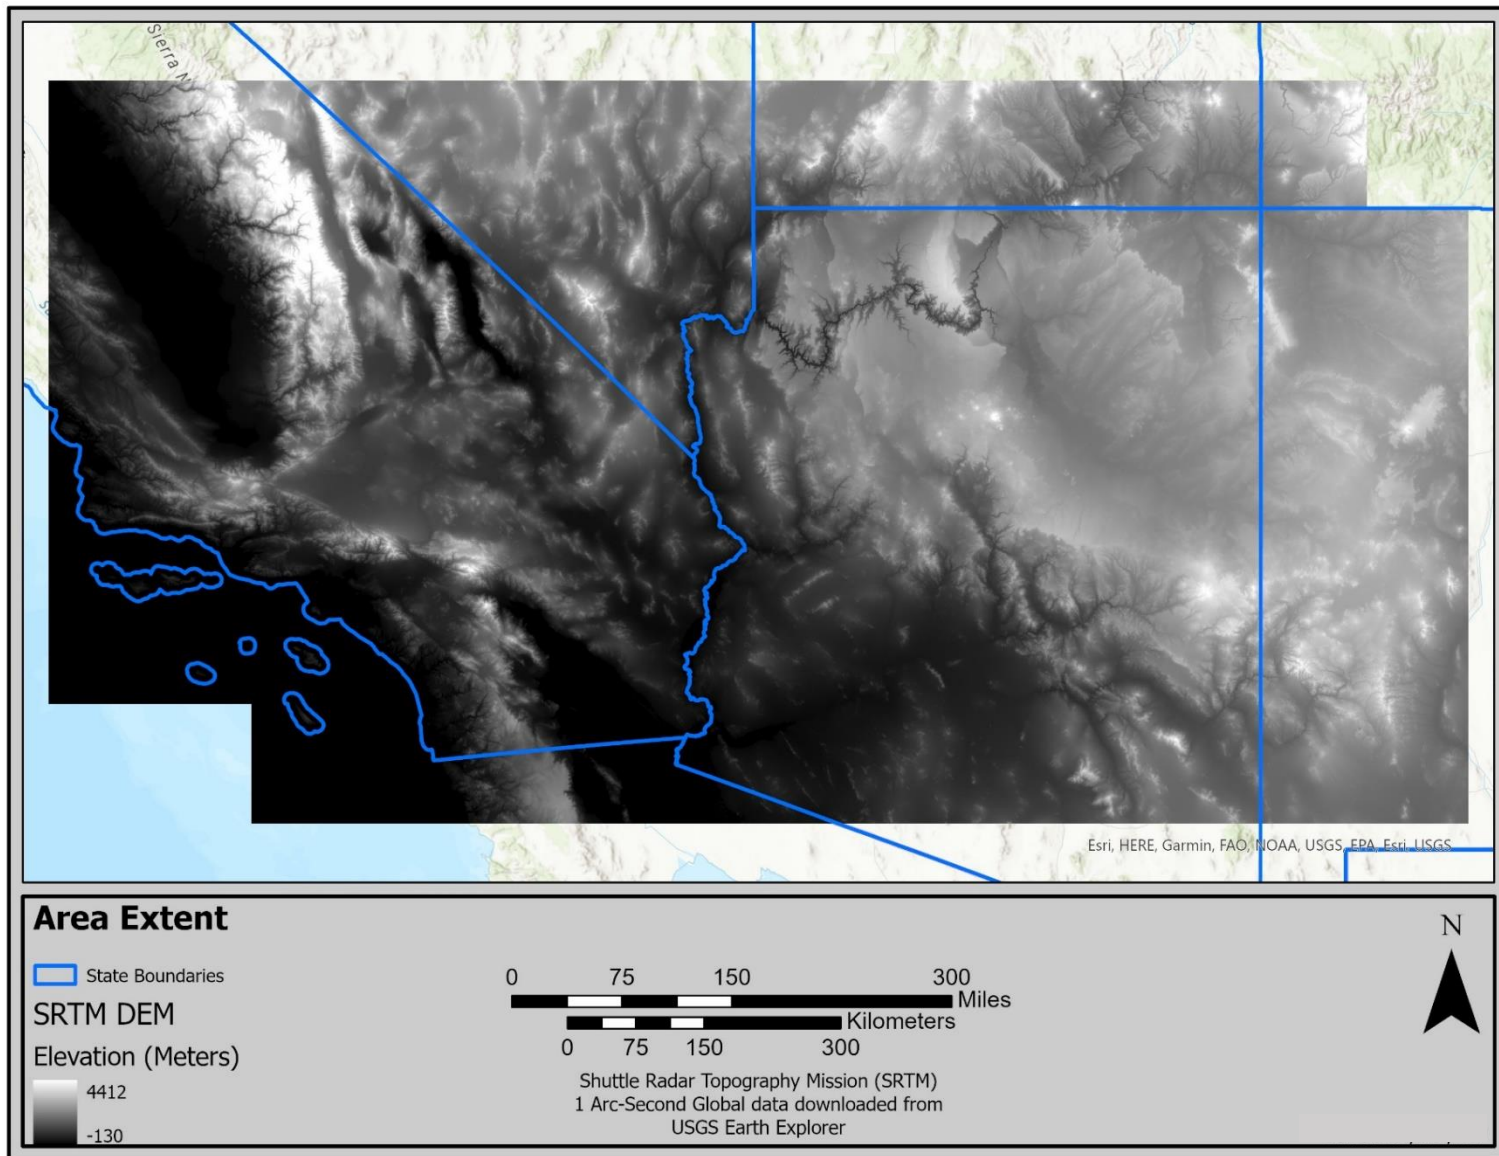 Sierra N
Esri, HERE, Garmin, FAO, NOAA, USGS, EPA, Esri, USGS
Area Extent
State Boundaries
SRTM DEM
Elevation (Meters)
4412
-130
0 75 150 300
Miles
Kilometers
0 75 150 300
Shuttle Radar Topography Mission (SRTM)
1 Arc-Second Global data downloaded from
USGS Earth Explorer
N